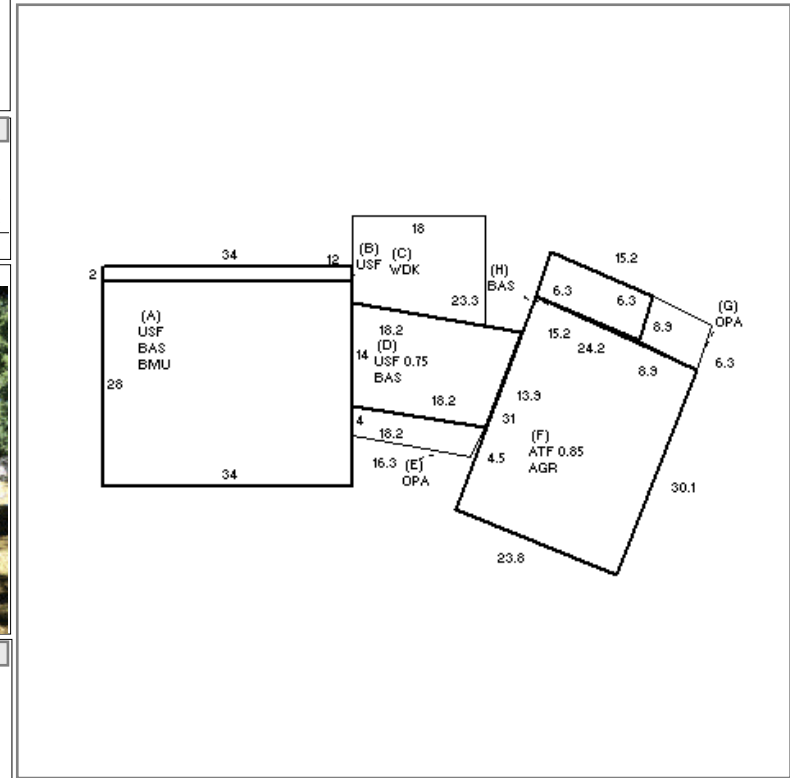 34
12
2
(A)
USF
BAS
BMU
28
34
(B)
USF
(C)
WDK
18
23.3
18.2
14
(D)
USF 0.75
BAS
18.2
4
18.2
16.3
(E)
OPA
4.5
(H)
BAS
15.2
6.3
6.3
8.9
(G)
OPA
6.3
15.2
24.2
8.9
13.9
31
(F)
ATF 0.85
AGR
30.1
23.8